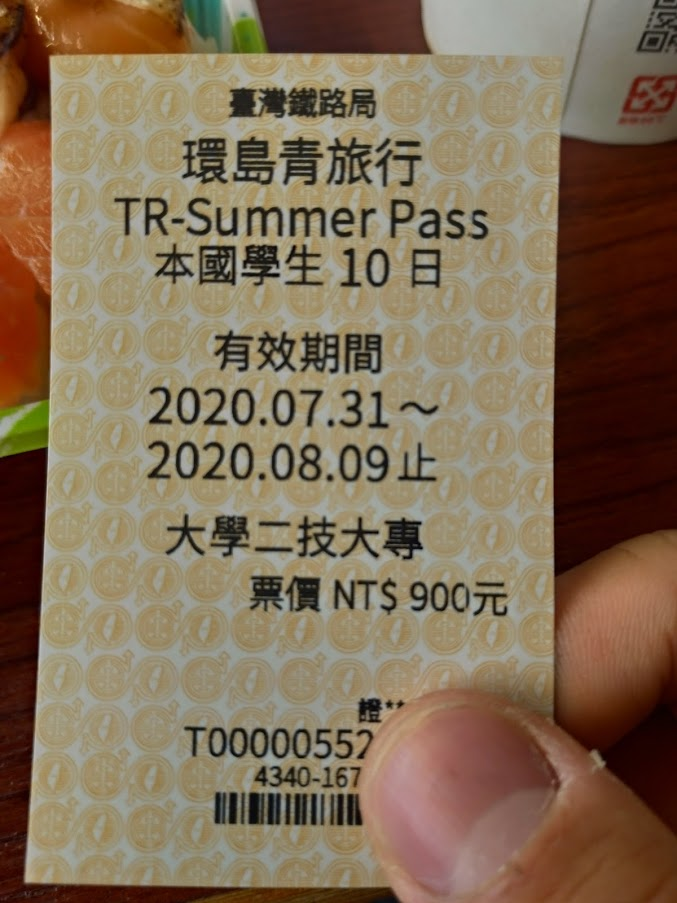 臺灣鐵路局
環島青旅行
TR-Summer Pass
本國學生 10 日
有效期間
2020.07.31～
2020.08.09止
大學二技大專
票價 NT$ 900元
證**
T00000552
4340-167